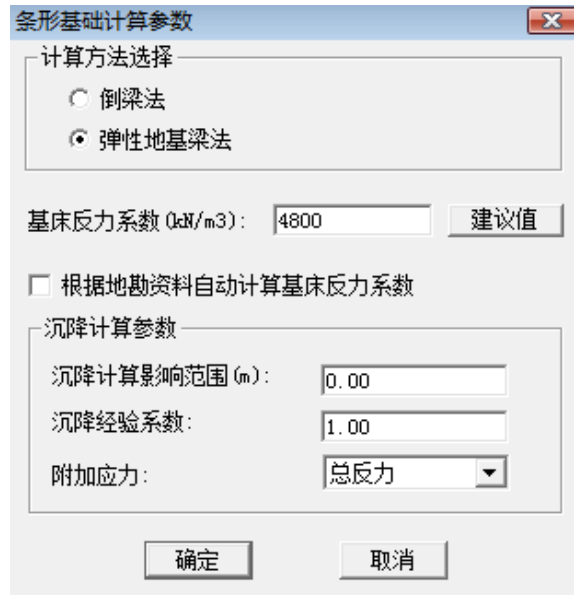 条形基础计算参数
计算方法选择
倒梁法
弹性地基梁法
基床反力系数(kN/m3): 4800 建议值
根据地勘资料自动计算基床反力系数
沉降计算参数
沉降计算影响范围(m): 0.00
沉降经验系数: 1.00
附加应力: 总反力
确定 取消